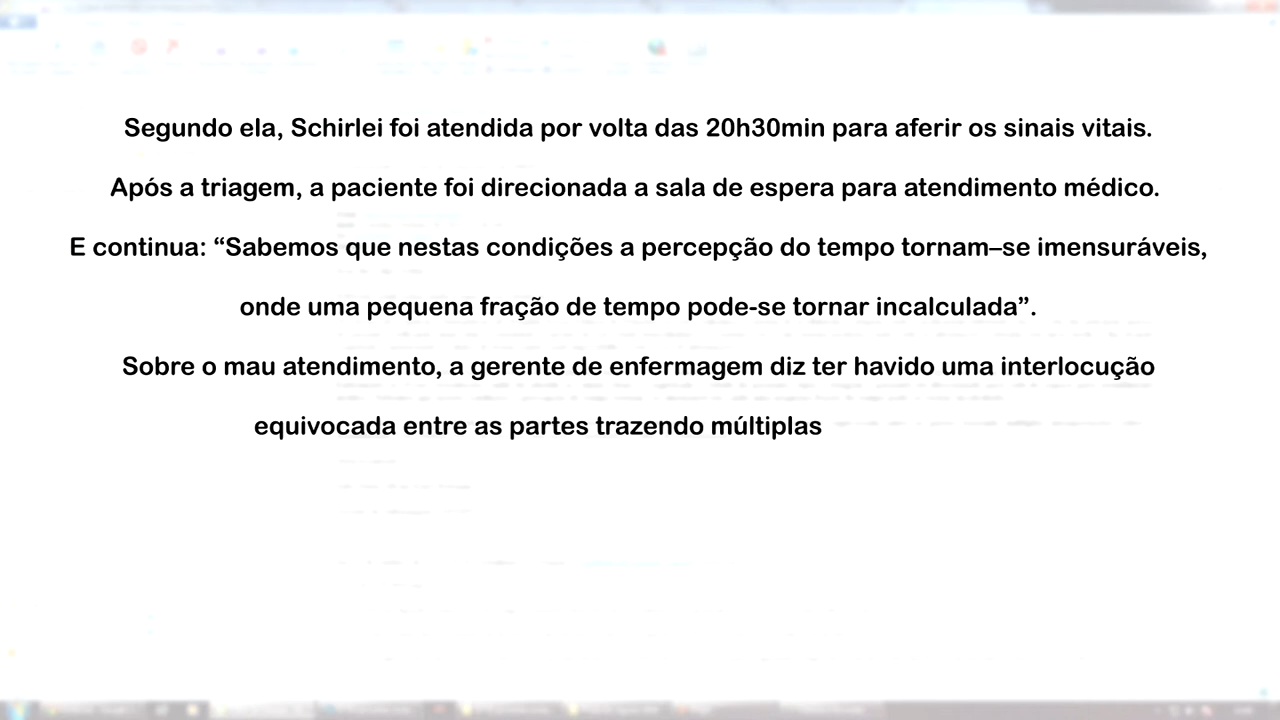 Segundo ela, Schirlei foi atendida por volta das 20h30min para aferir os sinais vitais.
Após a triagem, a paciente foi direcionada a sala de espera para atendimento médico.
E continua: “Sabemos que nestas condições a percepção do tempo tornam–se imensuráveis,
onde uma pequena fração de tempo pode-se tornar incalculada”.
Sobre o mau atendimento, a gerente de enfermagem diz ter havido uma interlocução
equivocada entre as partes trazendo múltiplas